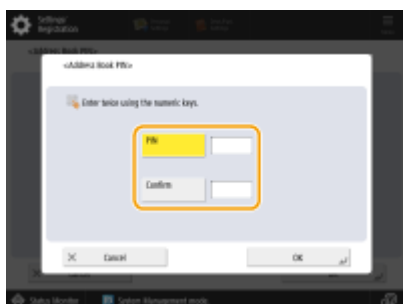 Settings/
Registration
<Address Book PIN>
<Address Book PIN>
Enter twice using the numeric keys.
PIN
Confirm
Cancel
OK
Status Monitor
System Management mode